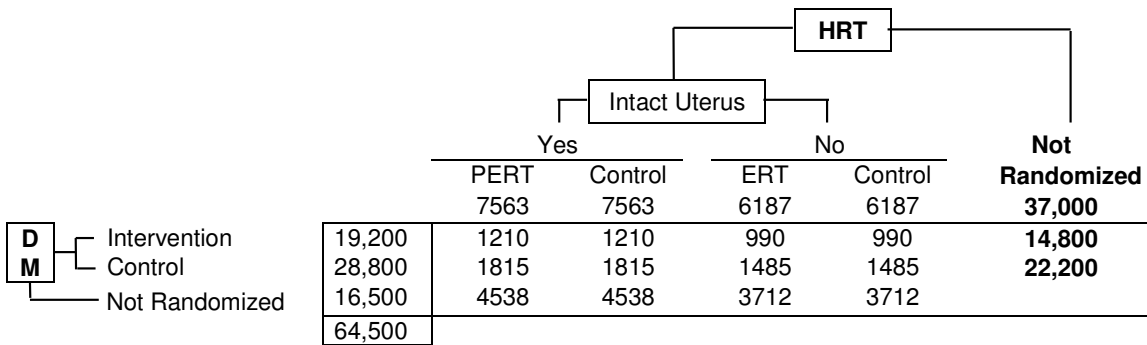 HRT
Intact Uterus
Yes No Not
PERT Control ERT Control Randomized
7563 7563 6187 6187 37,000
D Intervention 19,200 1210 1210 990 990 14,800
M Control 28,800 1815 1815 1485 1485 22,200
Not Randomized 16,500 4538 4538 3712 3712
64,500